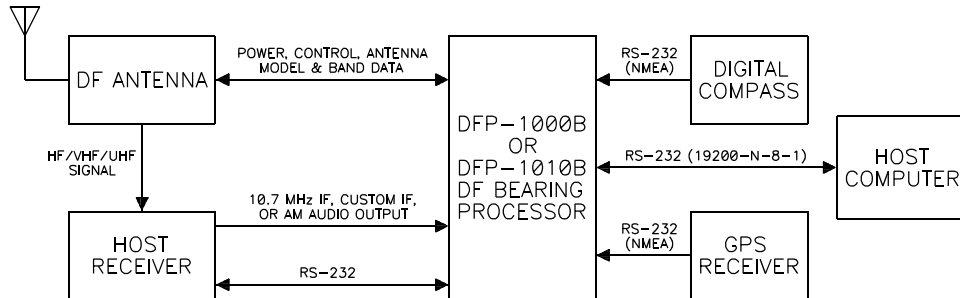 DF ANTENNA
POWER, CONTROL, ANTENNA
MODEL & BAND DATA
HF/VHF/UHF
SIGNAL
HOST
RECEIVER
10.7 MHz IF, CUSTOM IF,
OR AM AUDIO OUTPUT
RS-232
DFP-1000B
OR
DFP-1010B
DF BEARING
PROCESSOR
RS-232
(NMEA)
DIGITAL
COMPASS
RS-232 (19200-N-8-1)
HOST
COMPUTER
RS-232
(NMEA)
GPS
RECEIVER